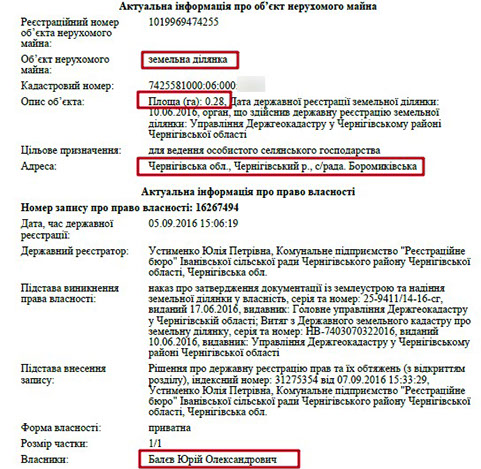 Актуальна інформація про об’єкт нерухомого майна
Реєстраційний номер об’єкта нерухомого майна: 1019969474255
Об’єкт нерухомого майна: земельна ділянка
Кадастровий номер: 7425581000:06:000
Опис об’єкта: Площа (га): 0.28, Дата державної реєстрації земельної ділянки:
10.06.2016, орган, що здійснив державну реєстрацію земельної
ділянки: Управління Держгеокадастру у Чернігівському районі
Чернігівської області
Цільове призначення: для ведення особистого селянського господарства
Адреса: Чернігівська обл., Чернігівський р., с/рада. Боромиківська
Актуальна інформація про право власності
Номер запису про право власності: 16267494
Дата, час державної реєстрації: 05.09.2016 15:06:19
Державний реєстратор: Устименко Юлія Петрівна, Комунальне підприємство "Реєстраційне
бюро" Іванівської сільської ради Чернігівського району Чернігівської
області, Чернігівська обл.
Підстава виникнення права власності: наказ про затвердження документації із землеустрою та надіння
земельної ділянки у власність, серія та номер: 25-9411/14-16-сг,
виданий 17.06.2016, видавник: Головне управління Держгеокадастру
у Чернігівській області; Витяг з Державного земельного кадастру про
земельну ділянку, серія та номер: НВ-7403070322016, виданий
10.06.2016, видавник: Управління Держгеокадастру у Чернігівському
районі Чернігівської області
Підстава внесення запису: Рішення про державну реєстрацію прав та їх обтяжень (з відкриттям
розділу), індексний номер: 31275354 від 07.09.2016 15:33:29,
Устименко Юлія Петрівна, Комунальне підприємство "Реєстраційне
бюро" Іванівської сільської ради Чернігівського району Чернігівської
області, Чернігівська обл.
Форма власності: приватна
Розмір частки: 1/1
Власники: Балєв Юрій Олександрович